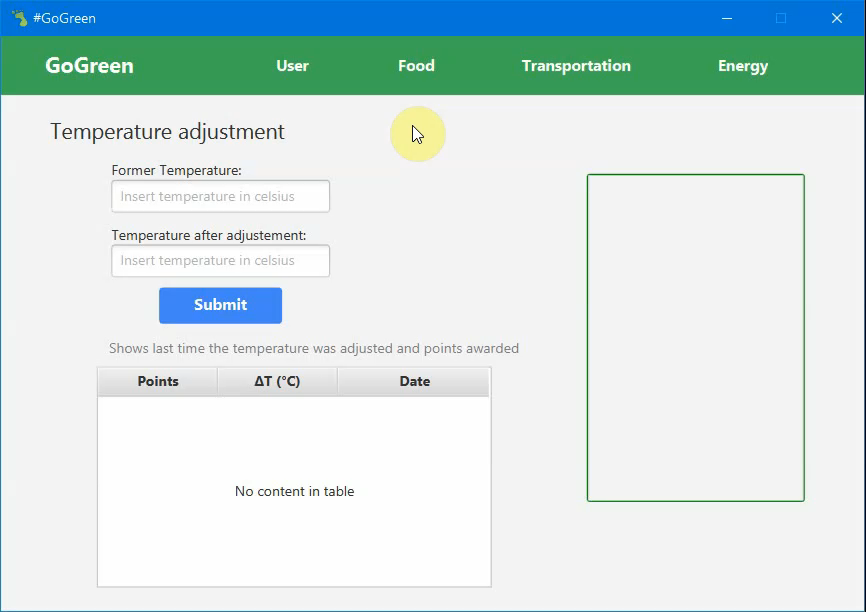 #GoGreen
GoGreen User Food Transportation Energy
Temperature adjustment
Former Temperature:
Insert temperature in celsius
Temperature after adjustement:
Insert temperature in celsius
Submit
Shows last time the temperature was adjusted and points awarded
Points ΔT (°C) Date
No content in table